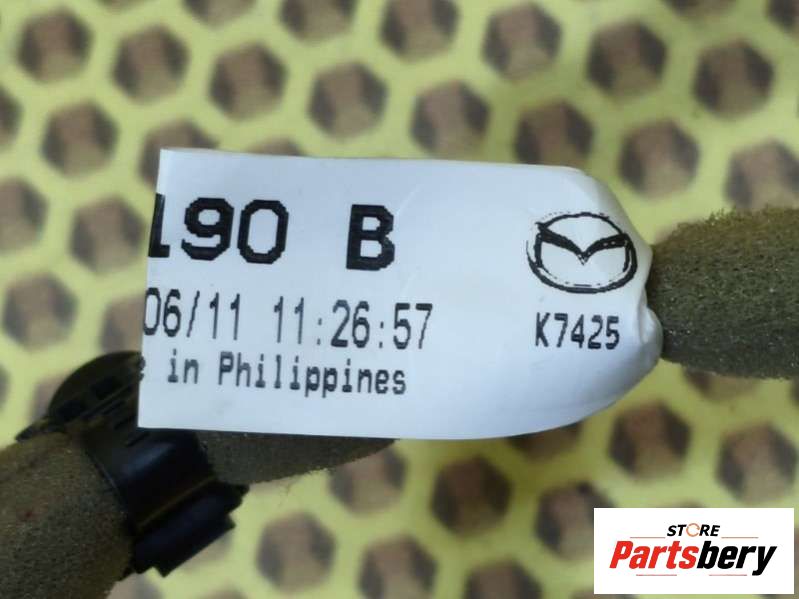 190 B
06/11 11:26:57
K7425
e in Philippines
STORE
Partsbery